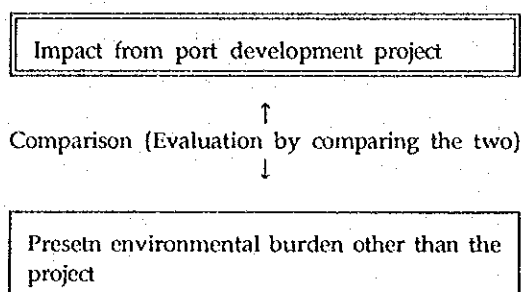 Impact from port development project
↑
Comparison (Evaluation by comparing the two)
↓
Presetn environmental burden other than the
project